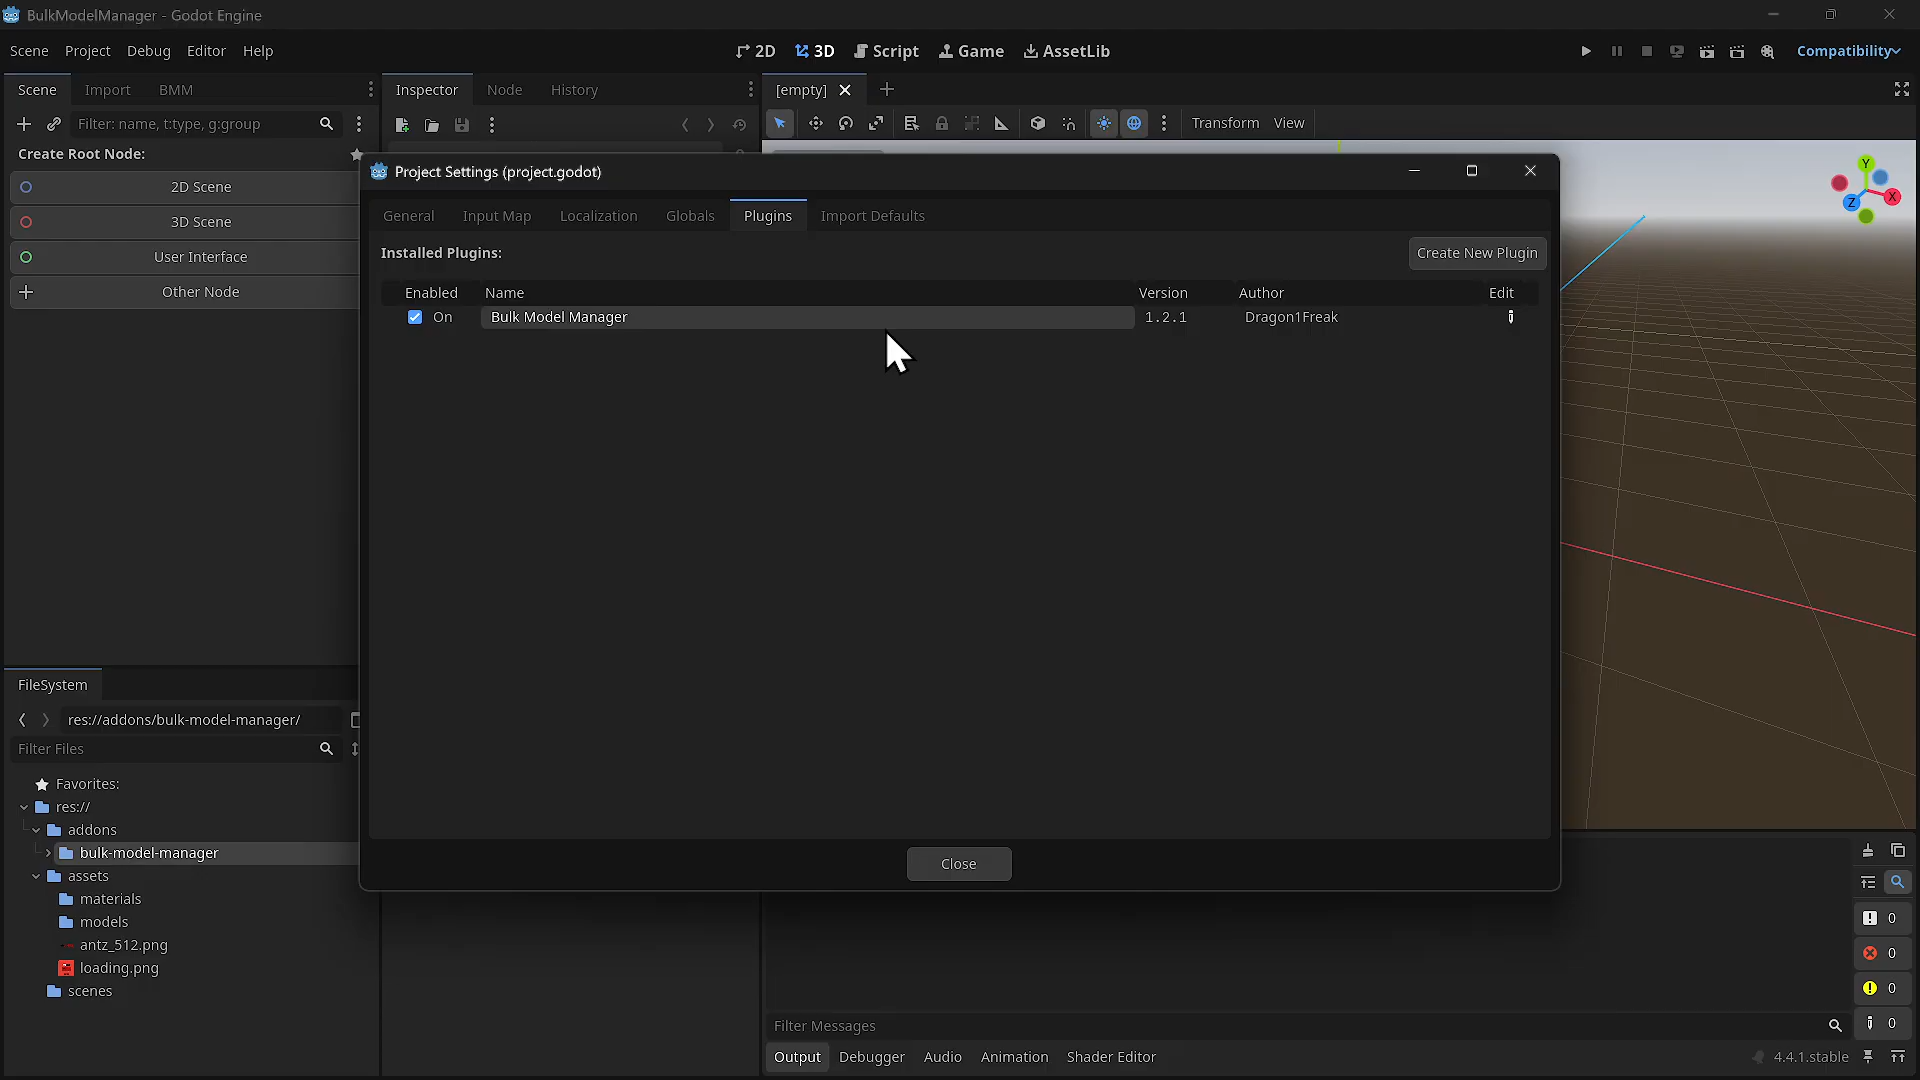 BulkModelManager - Godot Engine
Scene Project Debug Editor Help
2D 3D Script Game AssetLib
Compatibility
Scene Import BMM
Inspector Node History
[empty]
Filter: name, t:type, g:group
Transform View
Create Root Node:
2D Scene
3D Scene
User Interface
Other Node
Y
X
Z
Project Settings (project.godot)
General Input Map Localization Globals Plugins Import Defaults
Installed Plugins:
Create New Plugin
Enabled Name Version Author Edit
On Bulk Model Manager 1.2.1 Dragon1Freak
Close
FileSystem
res://addons/bulk-model-manager/
Filter Files
Favorites:
res://
addons
bulk-model-manager
assets
materials
models
antz_512.png
loading.png
scenes
0
0
0
0
Filter Messages
Output Debugger Audio Animation Shader Editor
4.4.1.stable